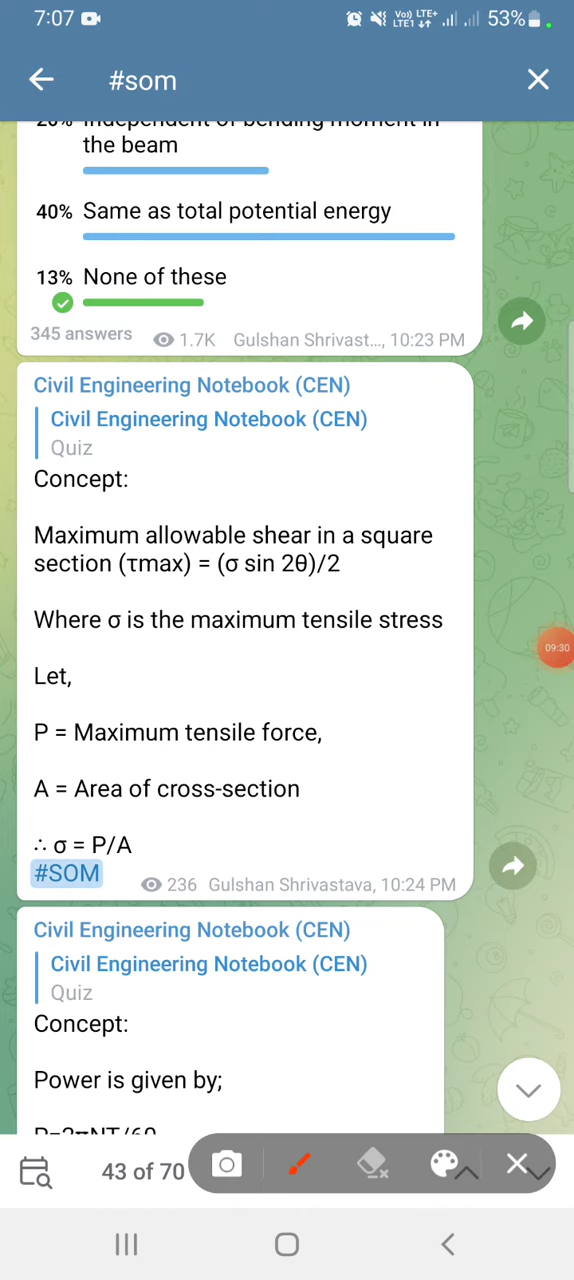 7:07
Vo)) LTE+
LTE1
53%
#som
the beam
40% Same as total potential energy
13% None of these
345 answers 1.7K Gulshan Shrivast..., 10:23 PM
Civil Engineering Notebook (CEN)
Civil Engineering Notebook (CEN)
Quiz
Concept:
Maximum allowable shear in a square
section (τmax) = (σ sin 2θ)/2
Where σ is the maximum tensile stress
Let,
P = Maximum tensile force,
A = Area of cross-section
∴ σ = P/A
#SOM
236 Gulshan Shrivastava, 10:24 PM
09:30
Civil Engineering Notebook (CEN)
Civil Engineering Notebook (CEN)
Quiz
Concept:
Power is given by;
43 of 70